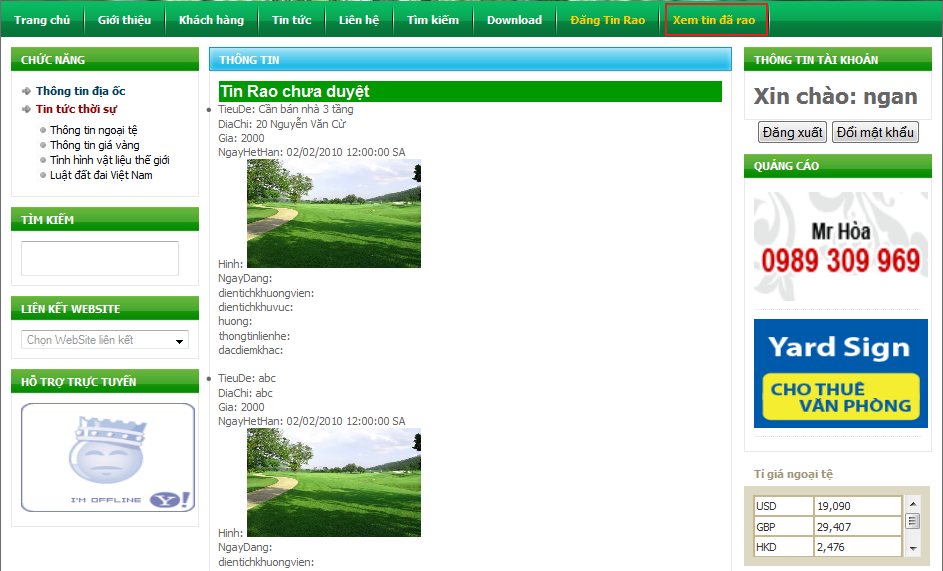 Trang chủ Giới thiệu Khách hàng Tin tức Liên hệ Tìm kiếm Download Đăng Tin Rao Xem tin đã rao
CHỨC NĂNG
Thông tin địa ốc
Tin tức thời sự
Thông tin ngoại tệ
Thông tin giá vàng
Tình hình vật liệu thế giới
Luật đất đai Việt Nam
TÌM KIẾM
LIÊN KẾT WEBSITE
Chọn WebSite liên kết
HỖ TRỢ TRỰC TUYẾN
I'M OFFLINE Y!
THÔNG TIN
Tin Rao chưa duyệt
TieuDe: Cần bán nhà 3 tầng
DiaChi: 20 Nguyễn Văn Cừ
Gia: 2000
NgayHetHan: 02/02/2010 12:00:00 SA
Hinh:
NgayDang:
dientichkhuongvien:
dientichkhuvuc:
huong:
thongtinlienhe:
dacdiemkhac:
TieuDe: abc
DiaChi: abc
Gia: 2000
NgayHetHan: 02/02/2010 12:00:00 SA
Hinh:
NgayDang:
dientichkhuongvien:
THÔNG TIN TÀI KHOẢN
Xin chào: ngan
Đăng xuất Đổi mật khẩu
QUẢNG CÁO
Mr Hòa
0989 309 969
Yard Sign
CHO THUÊ
VĂN PHÒNG
Tỉ giá ngoại tệ
USD 19,090
GBP 29,407
HKD 2,476